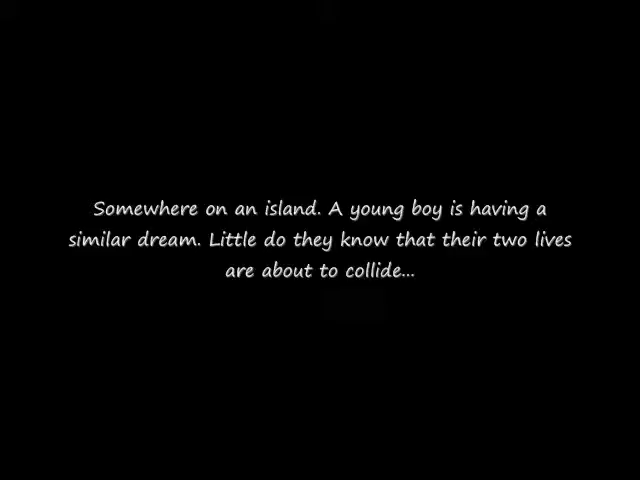 Somewhere on an island. A young boy is having a
similar dream. Little do they know that their two lives
are about to collide...